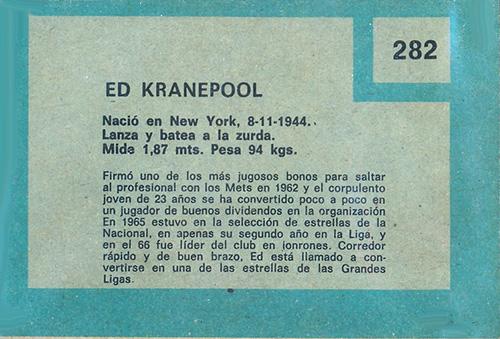 282
ED KRANEPOOL
Nació en New York, 8-11-1944.
Lanza y batea a la zurda.
Mide 1,87 mts. Pesa 94 kgs.
Firmó uno de los más jugosos bonos para saltar
al profesional con los Mets en 1962 y el corpulento
joven de 23 años se ha convertido poco a poco en
un jugador de buenos dividendos en la organización
En 1965 estuvo en la selección de estrellas de la
Nacional, en apenas su segundo año en la Liga, y
en el 66 fue líder del club en jonrones. Corredor
rápido y de buen brazo, Ed está llamado a con-
vertirse en una de las estrellas de las Grandes
Ligas.